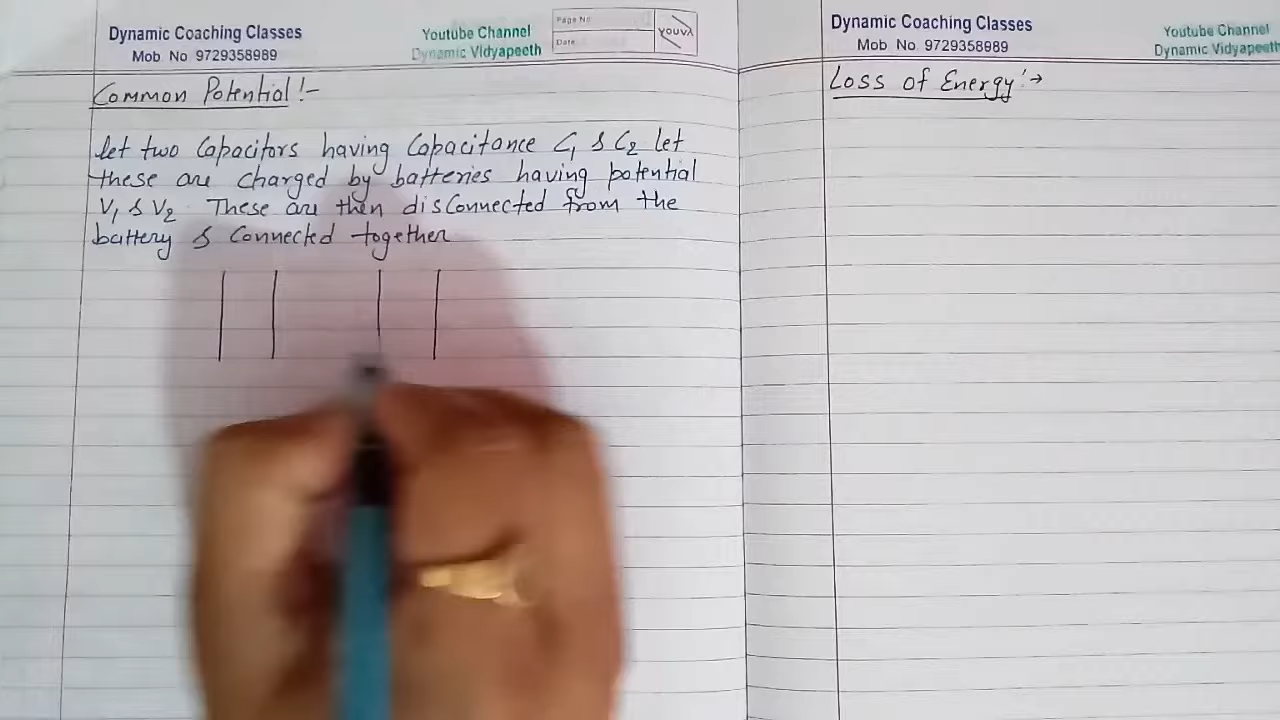 Dynamic Coaching Classes
Mob No 9729358989
Youtube Channel
Dynamic Vidyapeeth
Page No
Date
YOUVA
Common Potential :-
Let two Capacitors having Capacitance C1 & C2 let
these are charged by batteries having potential
V1 & V2. These are then disconnected from the
battery & Connected together
Dynamic Coaching Classes
Mob No 9729358989
Youtube Channel
Dynamic Vidyapeeth
Loss of Energy :→